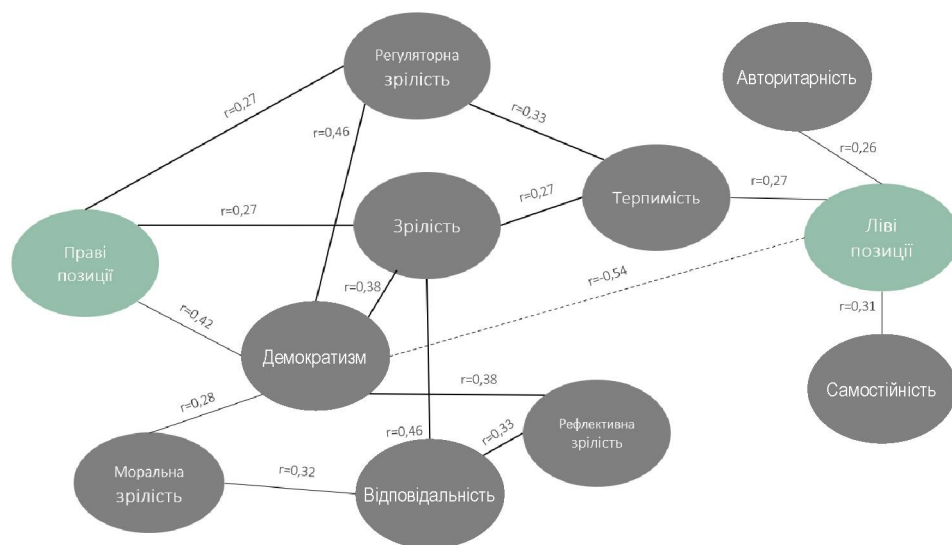 Регуляторна
зрілість
Авторитарність
r=0,27
r=0,46
r=0,33
r=0,26
Терпимість
r=0,27
r=0,27
r=0,27
Зрілість
Ліві
позиції
Праві
позиції
r=-0,54
r=0,38
r=0,31
r=0,42
Демократизм
r=0,38
Самостійність
r=0,28
r=0,46
r=0,33
Рефлективна
зрілість
Моральна
зрілість
r=0,32
Відповідальність